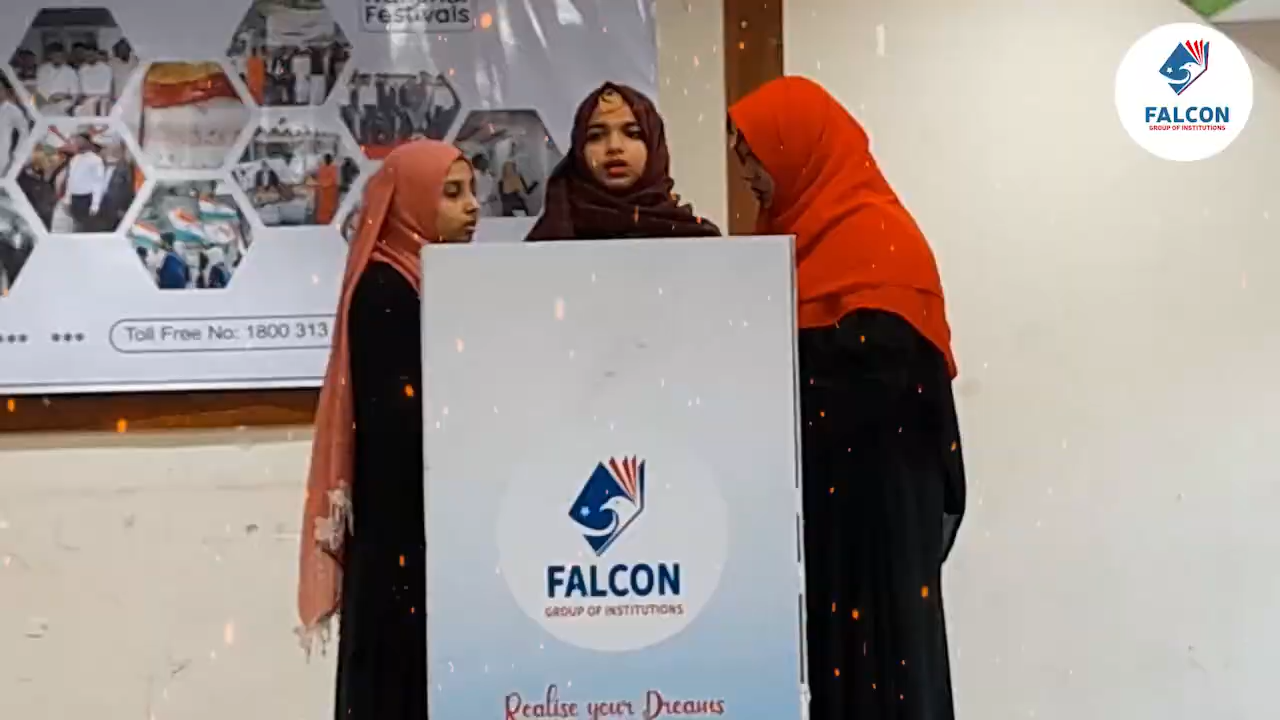 Festivals
Toll Free No: 1800 313
FALCON
GROUP OF INSTITUTIONS
FALCON
GROUP OF INSTITUTIONS
Realise your Dreams